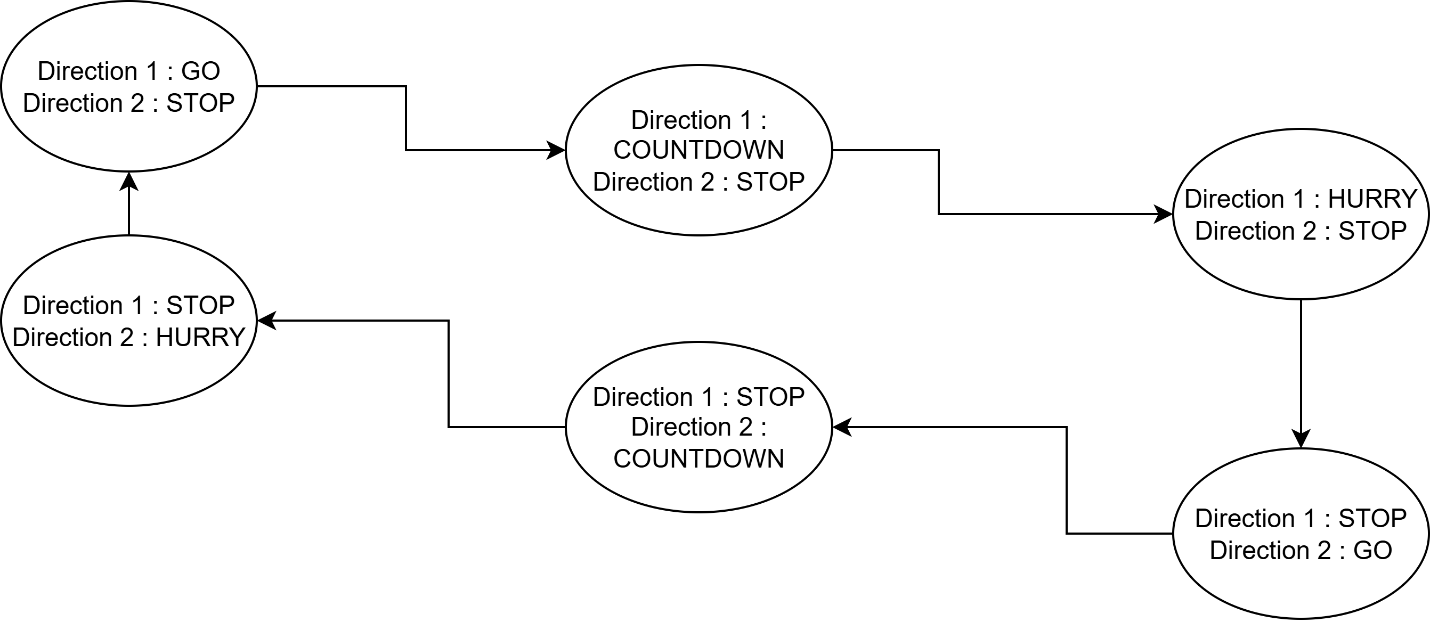 Direction 1 : GO
Direction 2 : STOP
Direction 1 :
COUNTDOWN
Direction 2 : STOP
Direction 1 : HURRY
Direction 2 : STOP
Direction 1 : STOP
Direction 2 : HURRY
Direction 1 : STOP
Direction 2 :
COUNTDOWN
Direction 1 : STOP
Direction 2 : GO